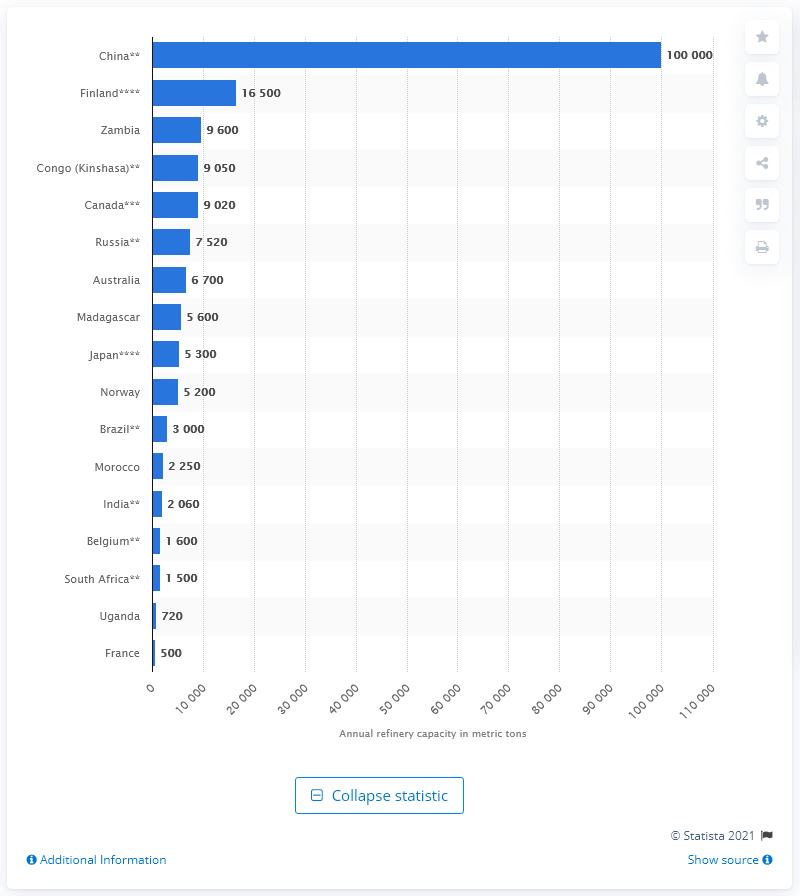 China** 100 000
Finland**** 16 500
Zambia 9 600
Congo (Kinshasa)** 9 050
Canada*** 9 020
Russia** 7 520
Australia 6 700
Madagascar 5 600
Japan**** 5 300
Norway 5 200
Brazil** 3 000
Morocco 2 250
India** 2 060
Belgium** 1 600
South Africa** 1 500
Uganda 720
France 500
0 10 000 20 000 30 000 40 000 50 000 60 000 70 000 80 000 90 000 100 000 110 000
Annual refinery capacity in metric tons
Collapse statistic
© Statista 2021
Additional Information Show source